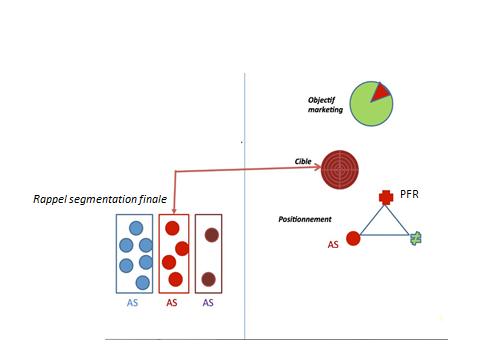 Objectif
marketing
Cible
Rappel segmentation finale
PFR
Positionnement
AS
AS
AS
AS